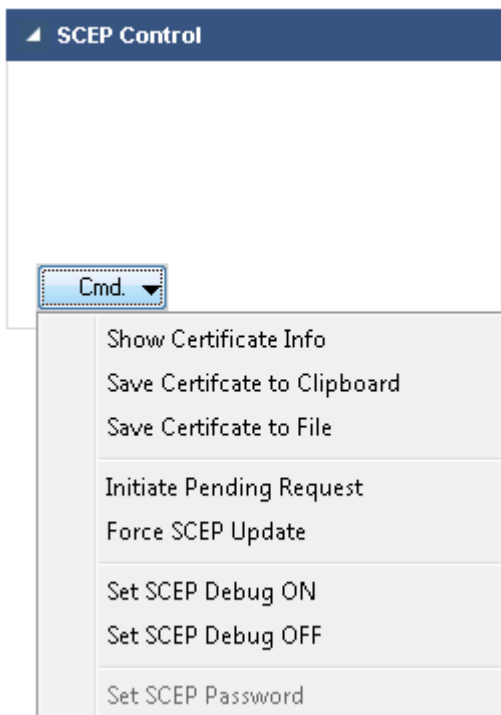 SCEP Control
Cmd.
Show Certificate Info
Save Certifcate to Clipboard
Save Certifcate to File
Initiate Pending Request
Force SCEP Update
Set SCEP Debug ON
Set SCEP Debug OFF
Set SCEP Password